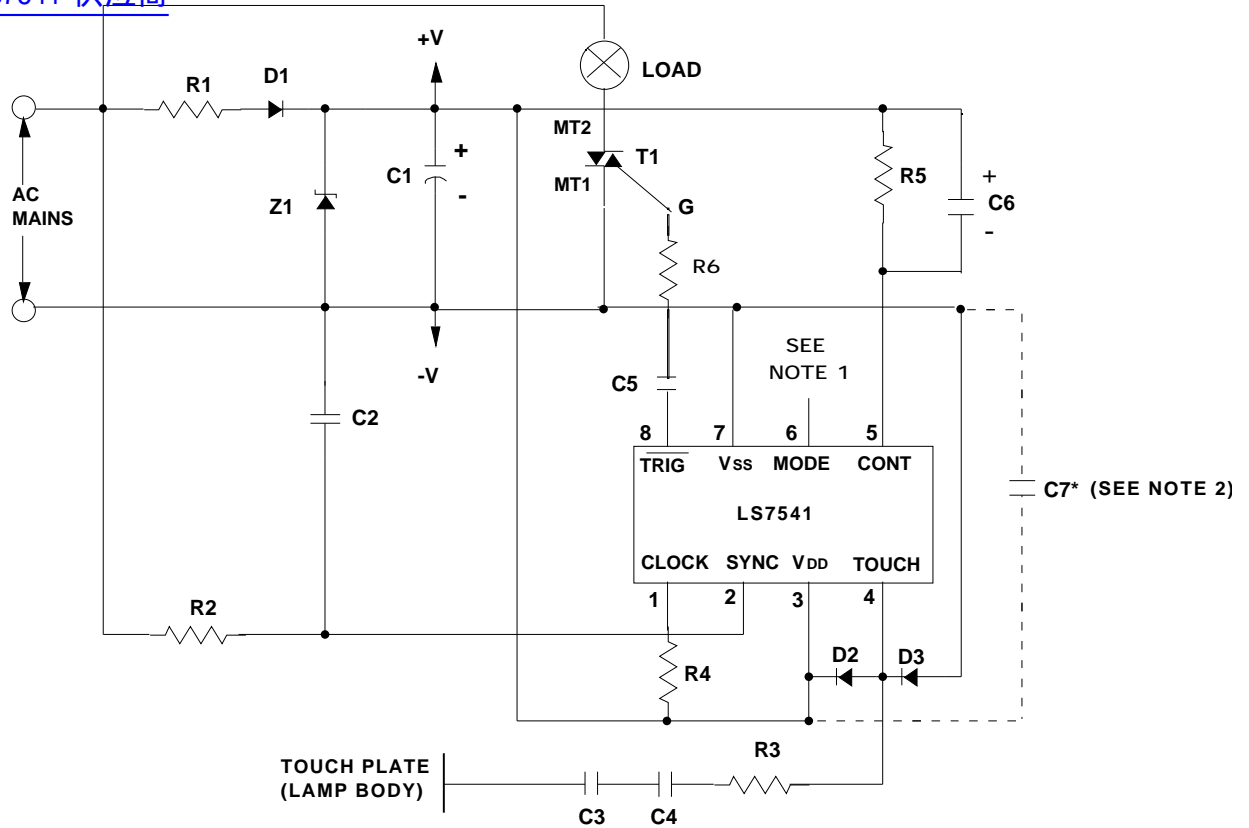 +V
LOAD
R1
D1
MT2
T1
MT1
G
AC
MAINS
Z1
C1
+
-
R5
+
C6
-
R6
-V
C2
C5
SEE
NOTE 1
8
7
6
5
TRIG
VSS
MODE
CONT
LS7541
CLOCK
SYNC
VDD
TOUCH
1
2
3
4
C7* (SEE NOTE 2)
R2
R4
D2
D3
R3
TOUCH PLATE
(LAMP BODY)
C3
C4